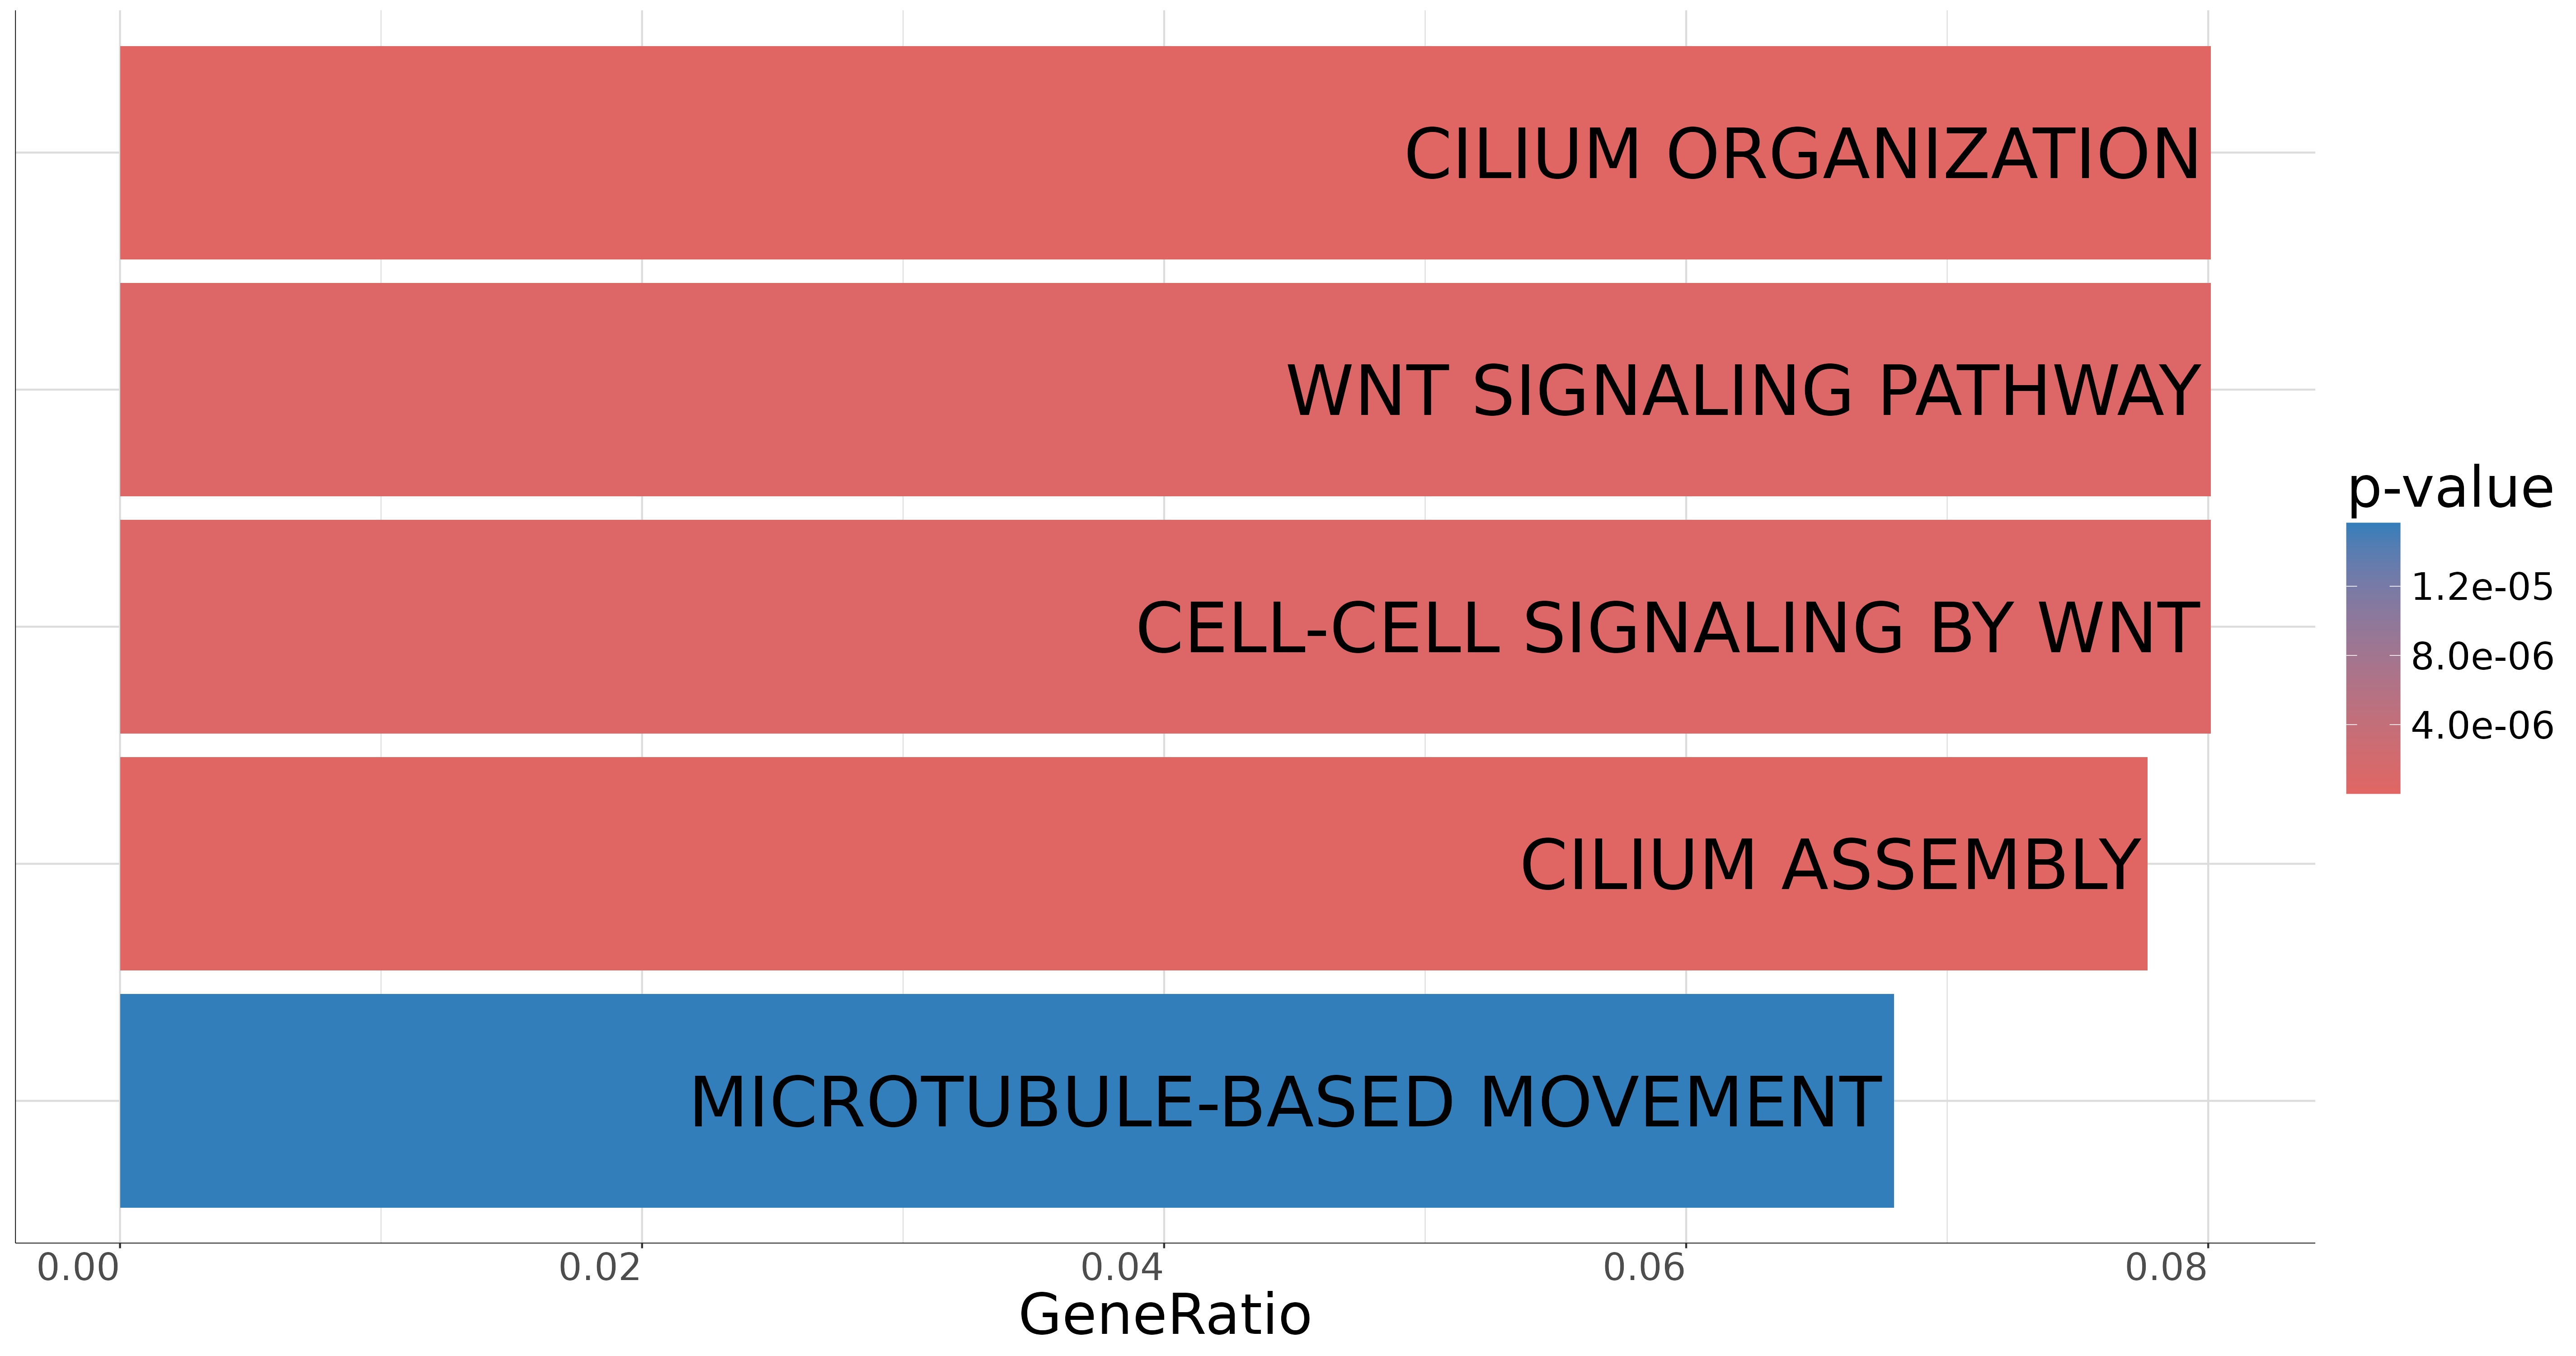 CILIUM ORGANIZATION
WNT SIGNALING PATHWAY
CELL-CELL SIGNALING BY WNT
CILIUM ASSEMBLY
MICROTUBULE-BASED MOVEMENT
0.00 0.02 0.04 0.06 0.08
GeneRatio
p-value
1.2e-05
8.0e-06
4.0e-06